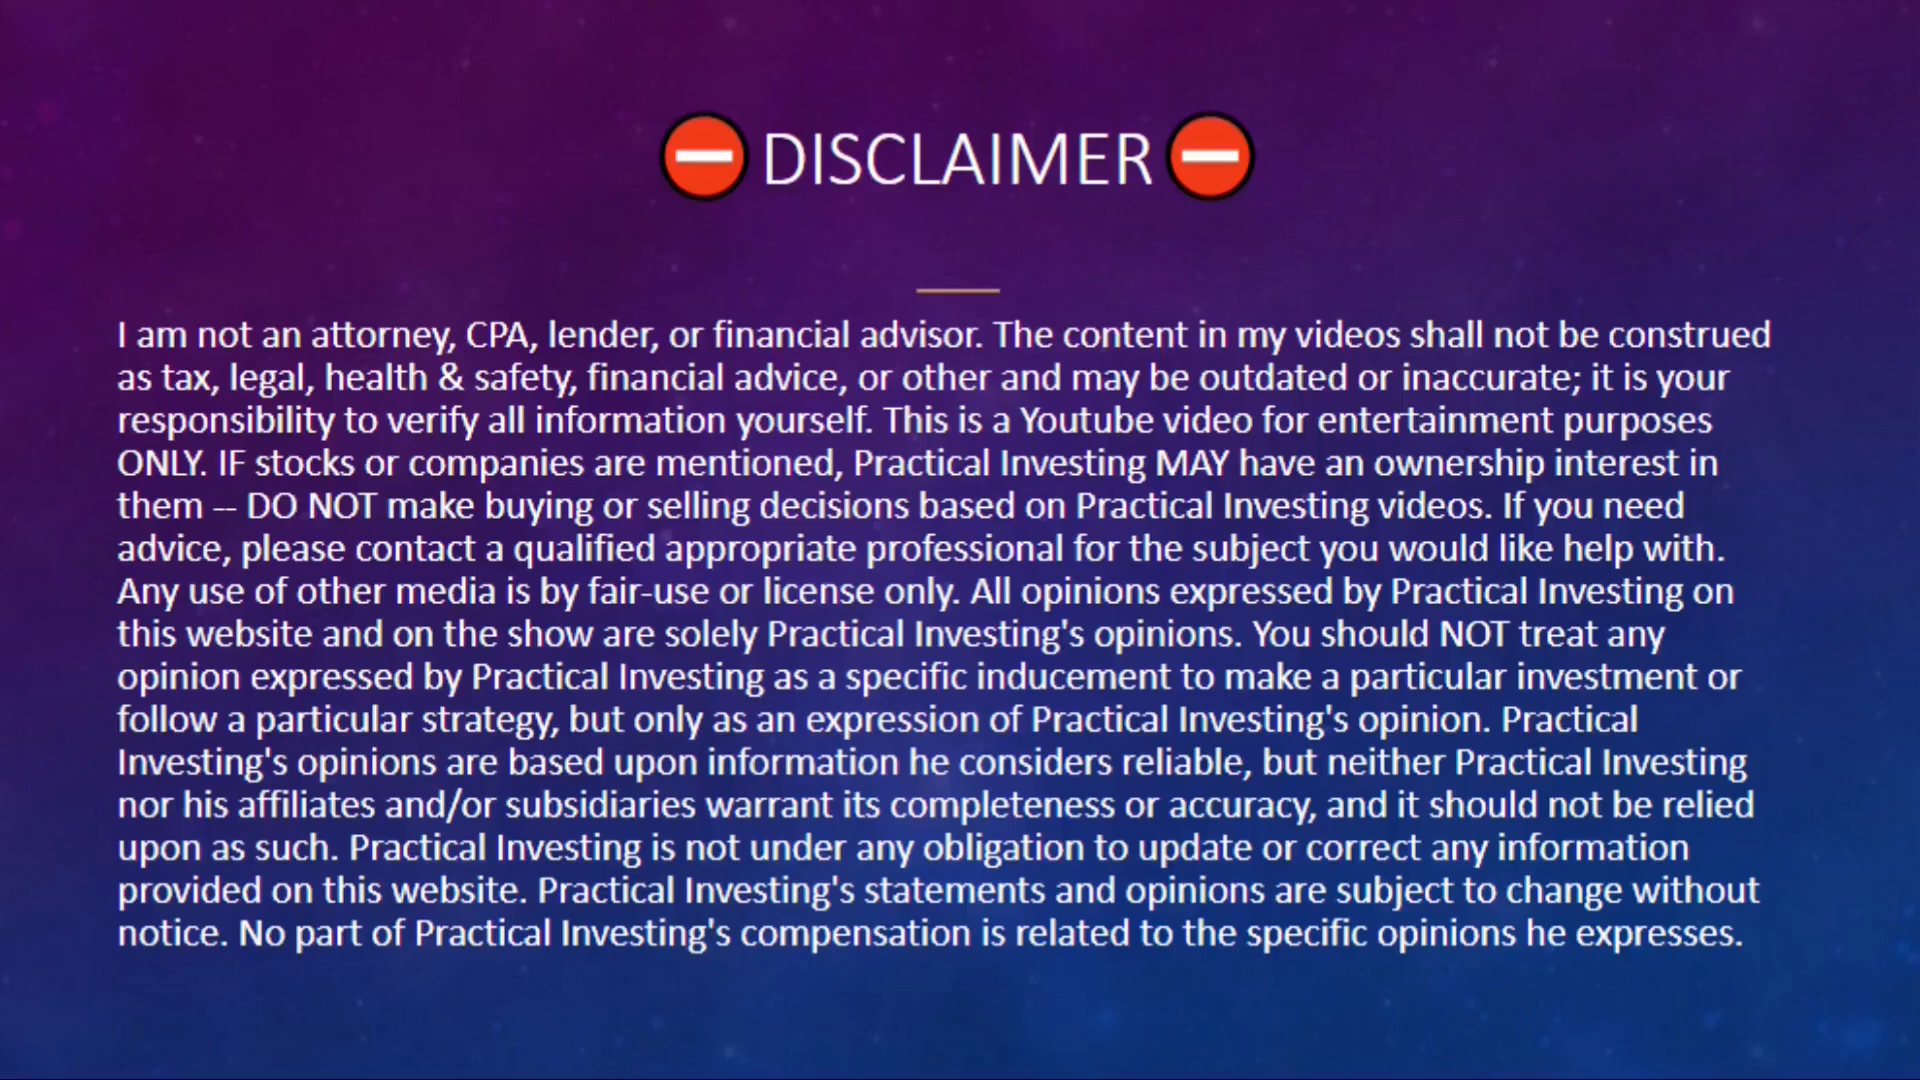 ⛔DISCLAIMER⛔
I am not an attorney, CPA, lender, or financial advisor. The content in my videos shall not be construed
as tax, legal, health & safety, financial advice, or other and may be outdated or inaccurate; it is your
responsibility to verify all information yourself. This is a Youtube video for entertainment purposes
ONLY. IF stocks or companies are mentioned, Practical Investing MAY have an ownership interest in
them -- DO NOT make buying or selling decisions based on Practical Investing videos. If you need
advice, please contact a qualified appropriate professional for the subject you would like help with.
Any use of other media is by fair-use or license only. All opinions expressed by Practical Investing on
this website and on the show are solely Practical Investing's opinions. You should NOT treat any
opinion expressed by Practical Investing as a specific inducement to make a particular investment or
follow a particular strategy, but only as an expression of Practical Investing's opinion. Practical
Investing's opinions are based upon information he considers reliable, but neither Practical Investing
nor his affiliates and/or subsidiaries warrant its completeness or accuracy, and it should not be relied
upon as such. Practical Investing is not under any obligation to update or correct any information
provided on this website. Practical Investing's statements and opinions are subject to change without
notice. No part of Practical Investing's compensation is related to the specific opinions he expresses.